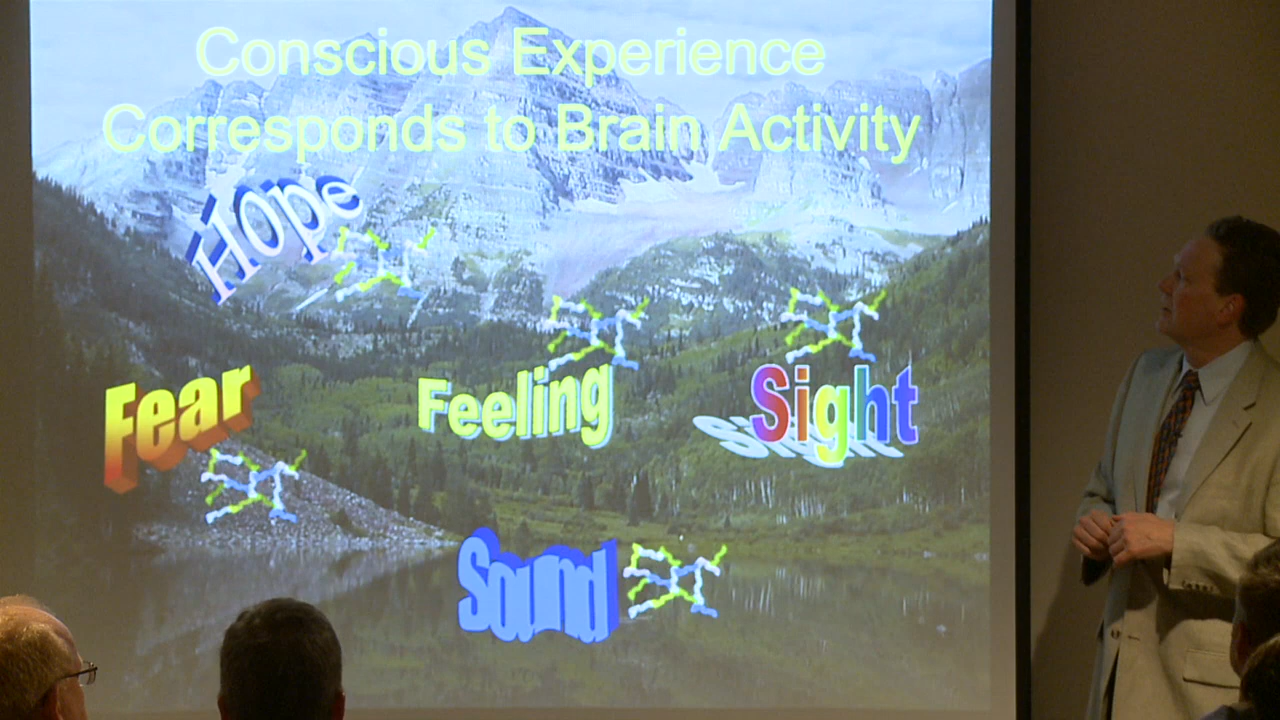 Conscious Experience
Corresponds to Brain Activity
Hope
Fear
Feeling
Sight
Sound